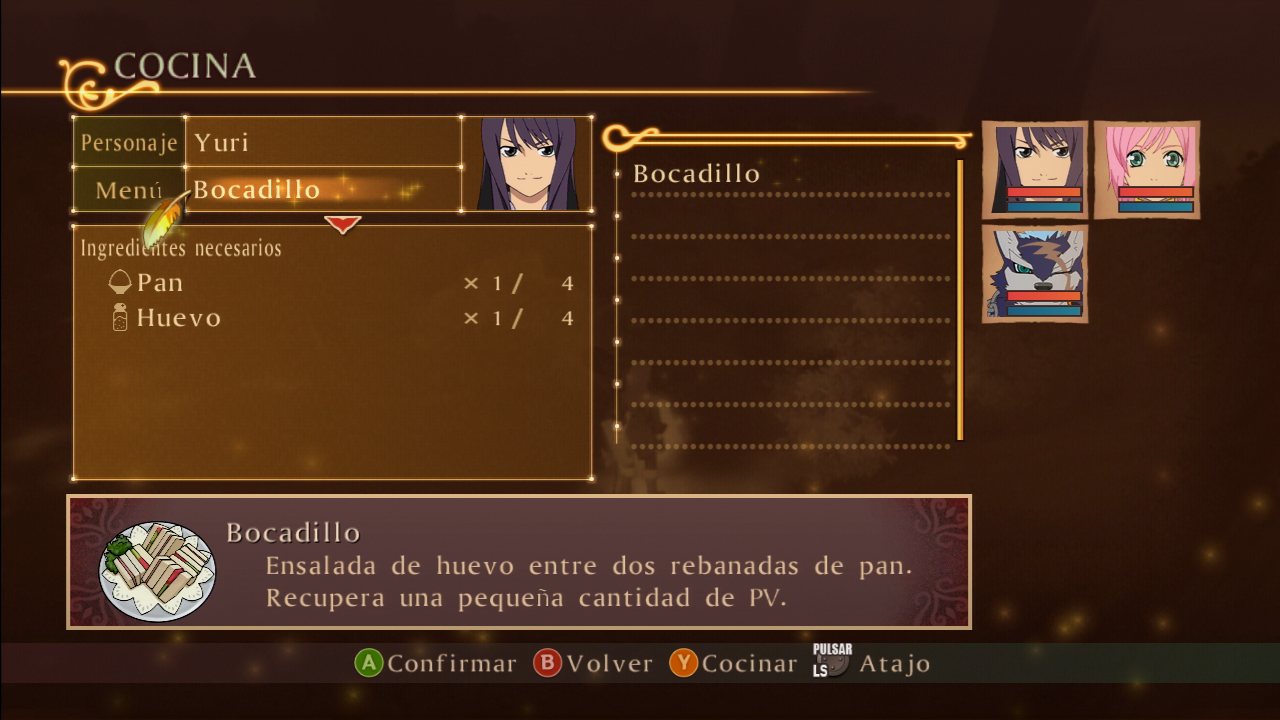 COCINA
Personaje Yuri
Menú Bocadillo
Ingredientes necesarios
Pan × 1 / 4
Huevo × 1 / 4
Bocadillo
Bocadillo
Ensalada de huevo entre dos rebanadas de pan.
Recupera una pequeña cantidad de PV.
A Confirmar B Volver Y Cocinar PULSAR LS Atajo